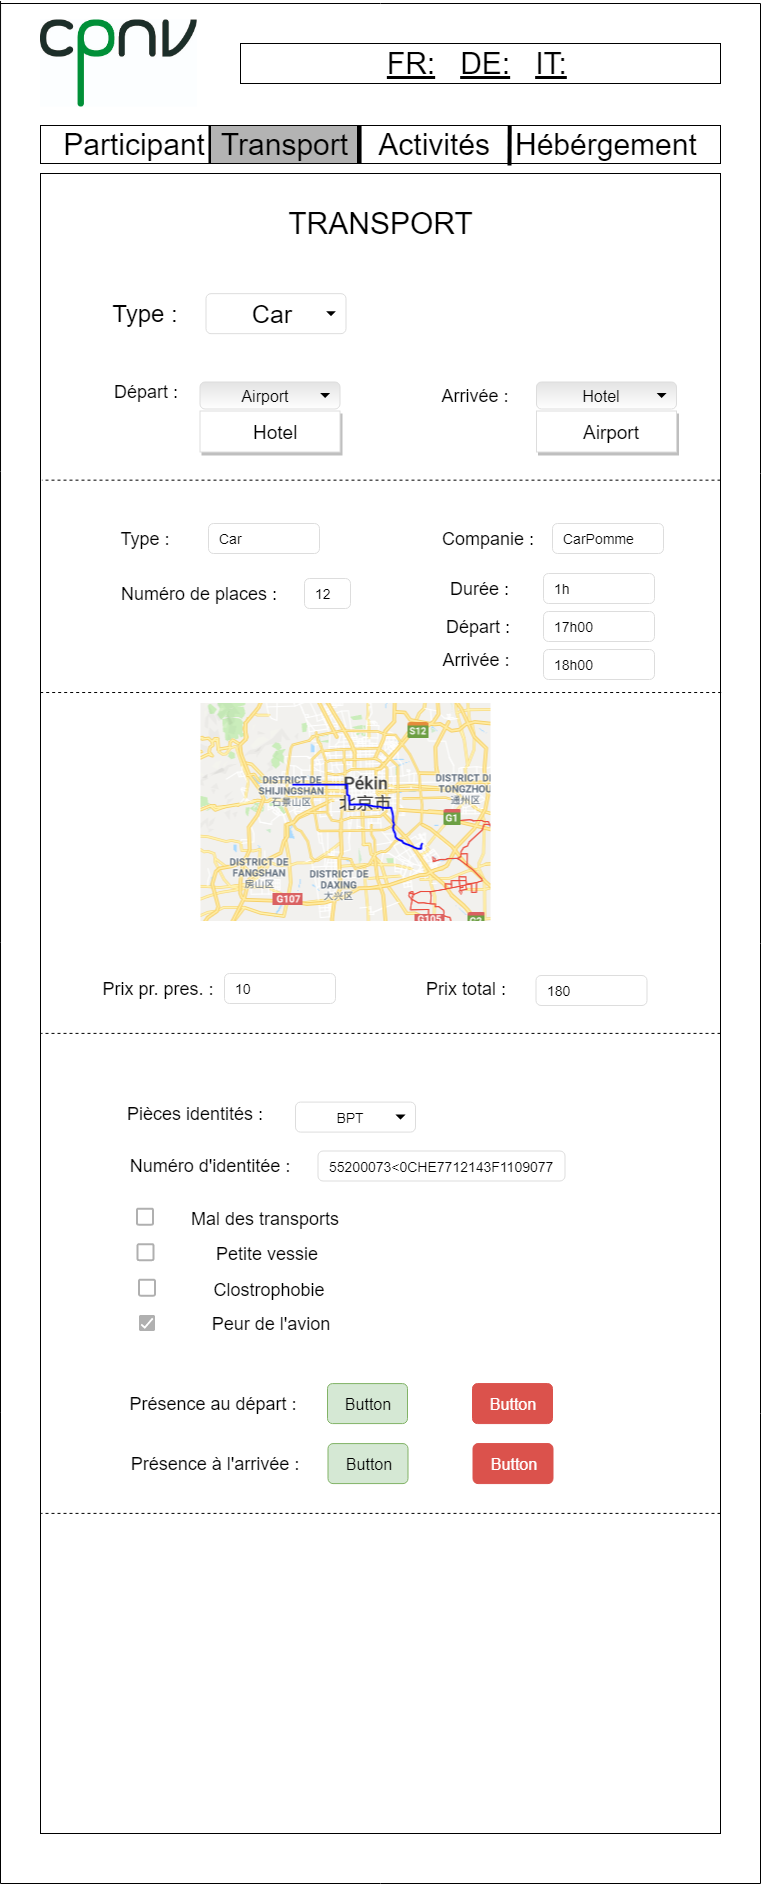 cpnv
FR: DE: IT:
Participant Transport Activités Hébérgement
TRANSPORT
Type : Car
Départ : Airport Arrivée : Hotel
Hotel Airport
Type : Car Companie : CarPomme
Numéro de places : 12 Durée : 1h
Départ : 17h00
Arrivée : 18h00
S12
DISTRICT DE
SHIJINGSHAN
石景山区
Pékin
北京市
DISTRICT DI
TONGZHOU
通州区
G1
DISTRICT DE
FANGSHAN
房山区
DISTRICT DE
DAXING
大兴区
G107
G105
G2
Prix pr. pres. : 10 Prix total : 180
Pièces identités : BPT
Numéro d'identitée : 55200073<0CHE7712143F1109077
Mal des transports
Petite vessie
Clostrophobie
Peur de l'avion
Présence au départ : Button Button
Présence à l'arrivée : Button Button